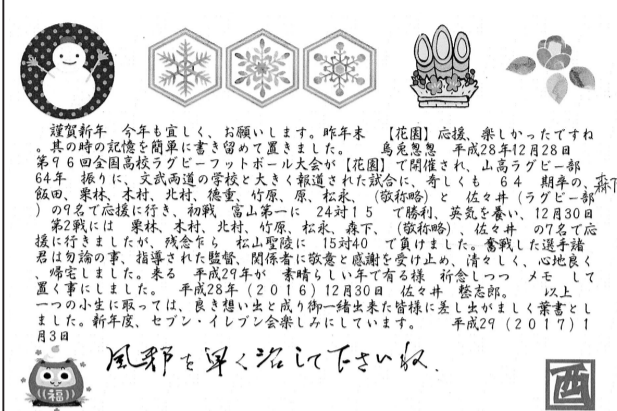 謹賀新年　今年も宜しく、お願いします。昨年末　【花園】応援、楽しかったですね
。其の時の記憶を簡単に書き留めて置きました。　　烏兎怱怱　平成28年12月28日
第９６回全国高校ラグビーフットボール大会が【花園】で開催され、山高ラグビー部
64年　振りに、文武両道の学校と大きく報道された試合に、奇しくも　６４　期卒の、森下
飯田、栗林、木村、北村、徳重、竹原、原、松永、（敬称略）と　佐々井（ラグビー部
）の9名で応援に行き、初戦　富山第一に　24対15　で勝利、英気を養い、12月30日
第2戦には　栗林、木村、北村、竹原、松永、森下、（敬称略）、佐々井　の7名で応
援に行きましたが、残念乍ら　松山聖陵に　15対40　で負けました。奮戦した選手諸
君は勿論の事、指導された監督、関係者に敬意と感謝を受け止め、清々しく、心地良く
、帰宅しました。来る　平成29年が　素晴らしい年で有る様　祈念しつつ　メモ　して
置く事にしました。　平成28年（2016）12月30日　佐々井　整志郎。　　以上
一つの小生に取っては、良き想い出と成り御一緒出来た皆様に差し出がましく葉書とし
ました。新年度、セブン・イレブン会楽しみにしています。　　平成29（2017）1
月3日
風邪を早く治して下さいね．
福
酉